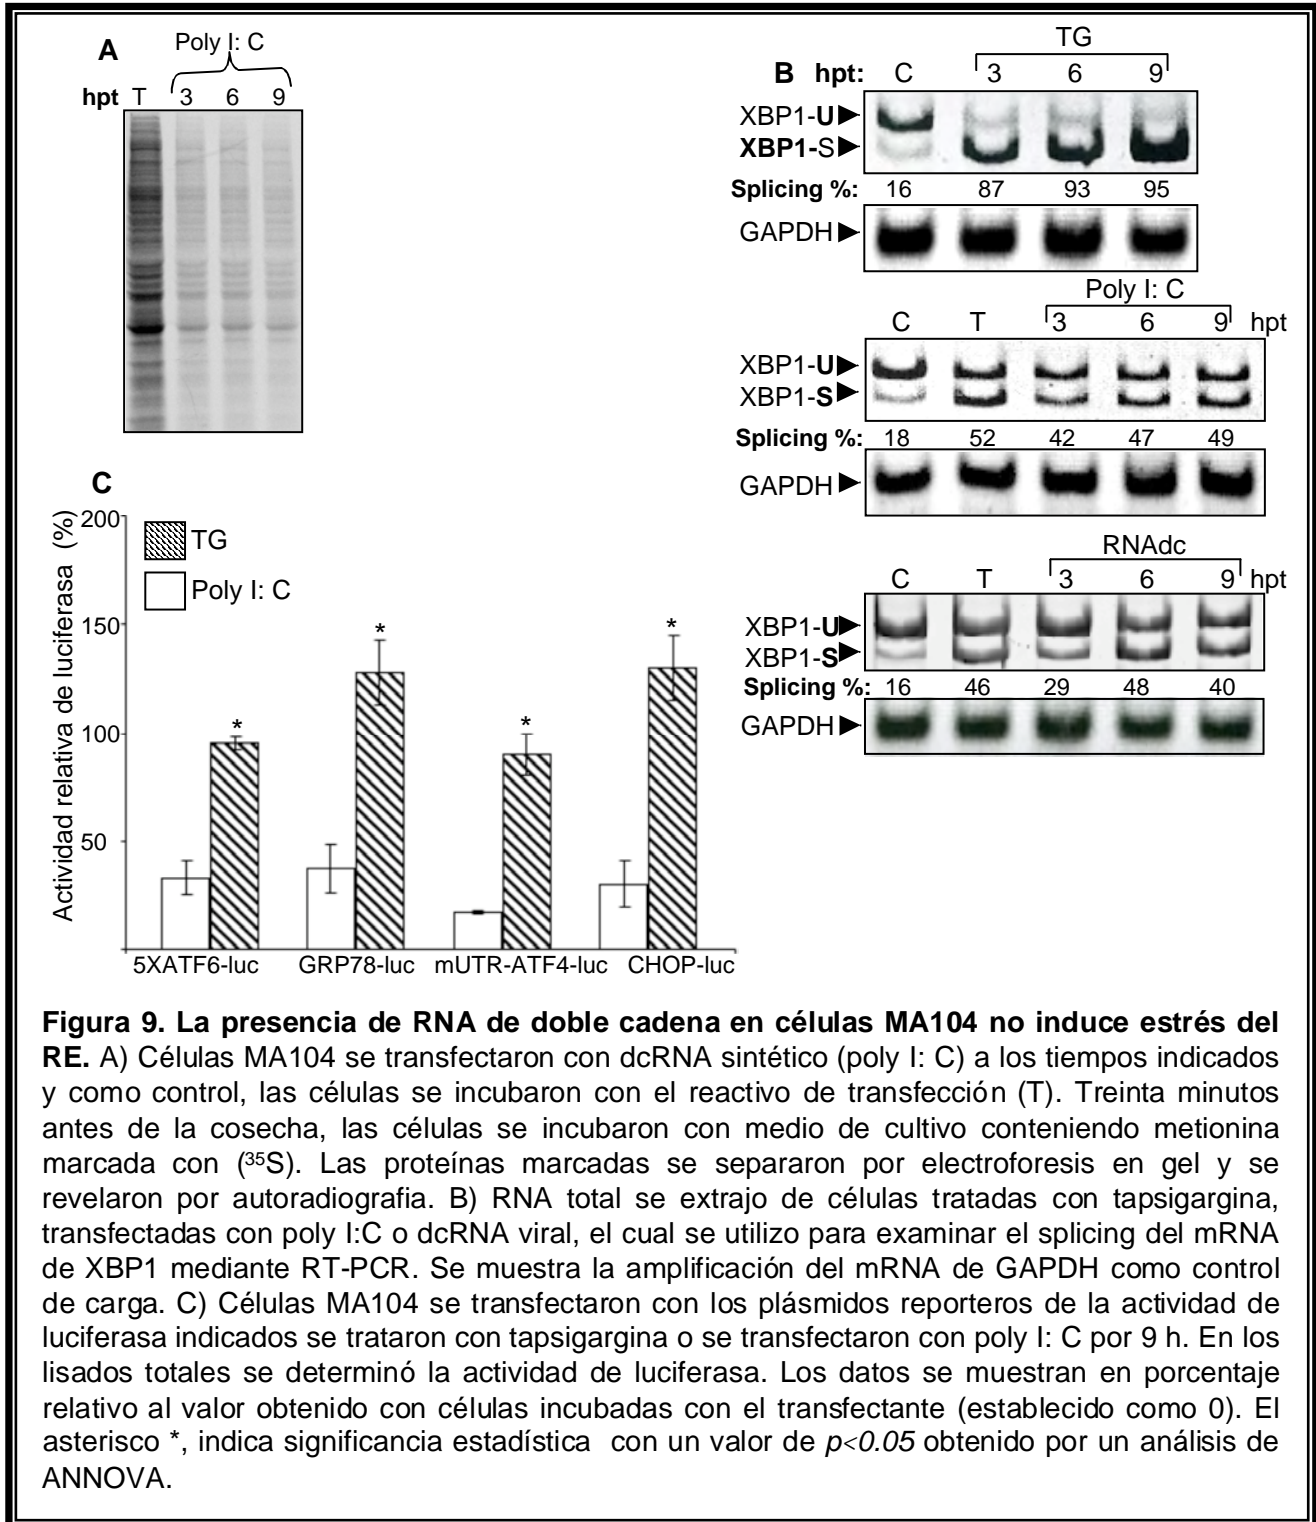 A
Poly I: C
hpt T 3 6 9
B hpt: C 3 6 9
TG
XBP1-U
XBP1-S
Splicing %: 16 87 93 95
GAPDH
Poly I: C
C T 3 6 9 hpt
XBP1-U
XBP1-S
Splicing %: 18 52 42 47 49
GAPDH
RNAdc
C T 3 6 9 hpt
XBP1-U
XBP1-S
Splicing %: 16 46 29 48 40
GAPDH
C
Actividad relativa de luciferasa (%)
200
150
100
50
TG
Poly I: C
*
*
*
*
5XATF6-luc GRP78-luc mUTR-ATF4-luc CHOP-luc
Figura 9. La presencia de RNA de doble cadena en células MA104 no induce estrés del
RE. A) Células MA104 se transfectaron con dcRNA sintético (poly I: C) a los tiempos indicados
y como control, las células se incubaron con el reactivo de transfección (T). Treinta minutos
antes de la cosecha, las células se incubaron con medio de cultivo conteniendo metionina
marcada con (³⁵S). Las proteínas marcadas se separaron por electroforesis en gel y se
revelaron por autoradiografia. B) RNA total se extrajo de células tratadas con tapsigargina,
transfectadas con poly I:C o dcRNA viral, el cual se utilizo para examinar el splicing del mRNA
de XBP1 mediante RT-PCR. Se muestra la amplificación del mRNA de GAPDH como control
de carga. C) Células MA104 se transfectaron con los plásmidos reporteros de la actividad de
luciferasa indicados se trataron con tapsigargina o se transfectaron con poly I: C por 9 h. En los
lisados totales se determinó la actividad de luciferasa. Los datos se muestran en porcentaje
relativo al valor obtenido con células incubadas con el transfectante (establecido como 0). El
asterisco *, indica significancia estadística con un valor de p<0.05 obtenido por un análisis de
ANNOVA.